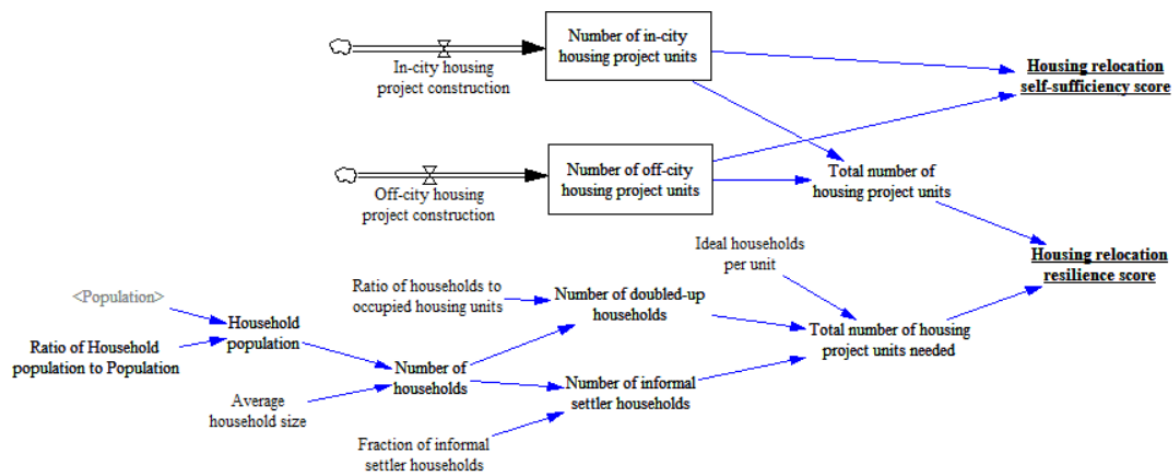 Number of in-city
housing project units
In-city housing
project construction
Housing relocation
self-sufficiency score
Number of off-city
housing project units
Off-city housing
project construction
Total number of
housing project units
Ideal households
per unit
Housing relocation
resilience score
<Population>
Ratio of households to
occupied housing units
Number of doubled-up
households
Household
population
Ratio of Household
population to Population
Total number of housing
project units needed
Number of
households
Number of informal
settler households
Average
household size
Fraction of informal
settler households